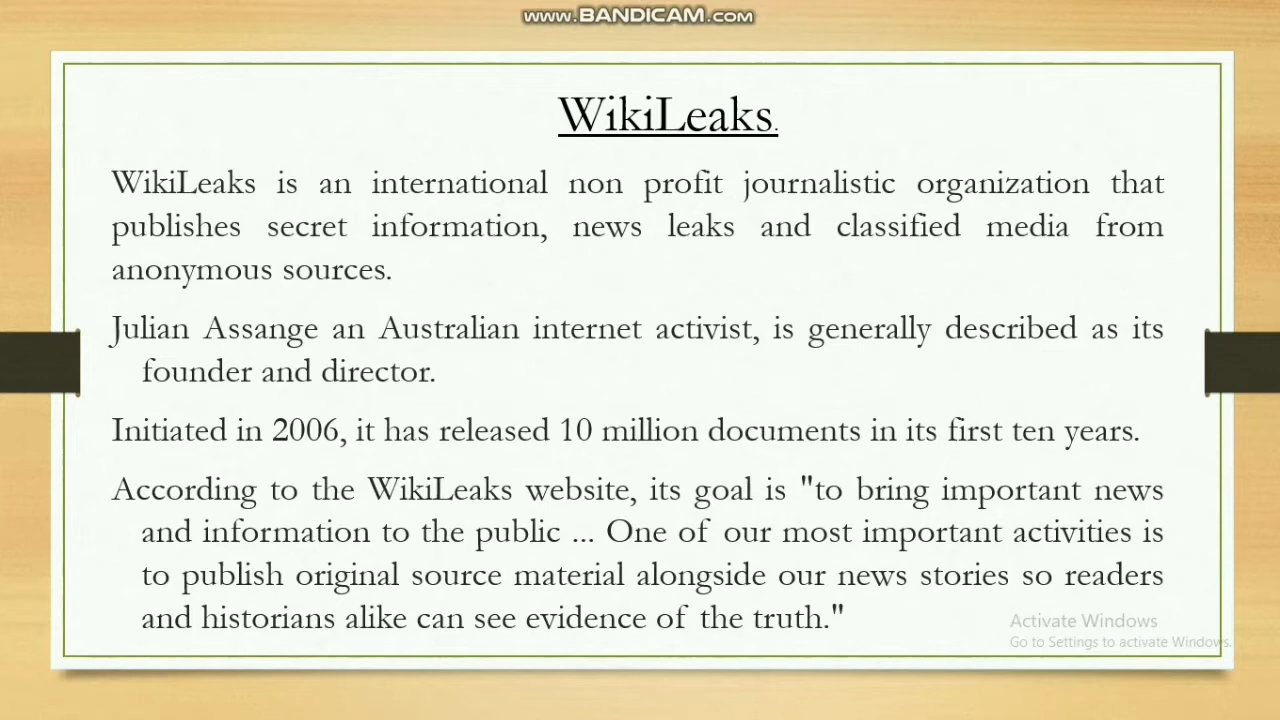 www.BANDICAM.com
WikiLeaks.
WikiLeaks is an international non profit journalistic organization that
publishes secret information, news leaks and classified media from
anonymous sources.
Julian Assange an Australian internet activist, is generally described as its
founder and director.
Initiated in 2006, it has released 10 million documents in its first ten years.
According to the WikiLeaks website, its goal is "to bring important news
and information to the public ... One of our most important activities is
to publish original source material alongside our news stories so readers
and historians alike can see evidence of the truth."
Activate Windows
Go to Settings to activate Windows.